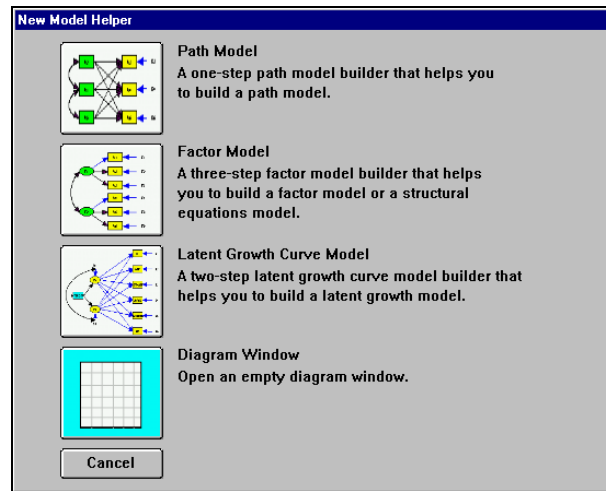 New Model Helper
Path Model
A one-step path model builder that helps you
to build a path model.
Factor Model
A three-step factor model builder that helps
you to build a factor model or a structural
equations model.
Latent Growth Curve Model
A two-step latent growth curve model builder that
helps you to build a latent growth model.
Diagram Window
Open an empty diagram window.
Cancel